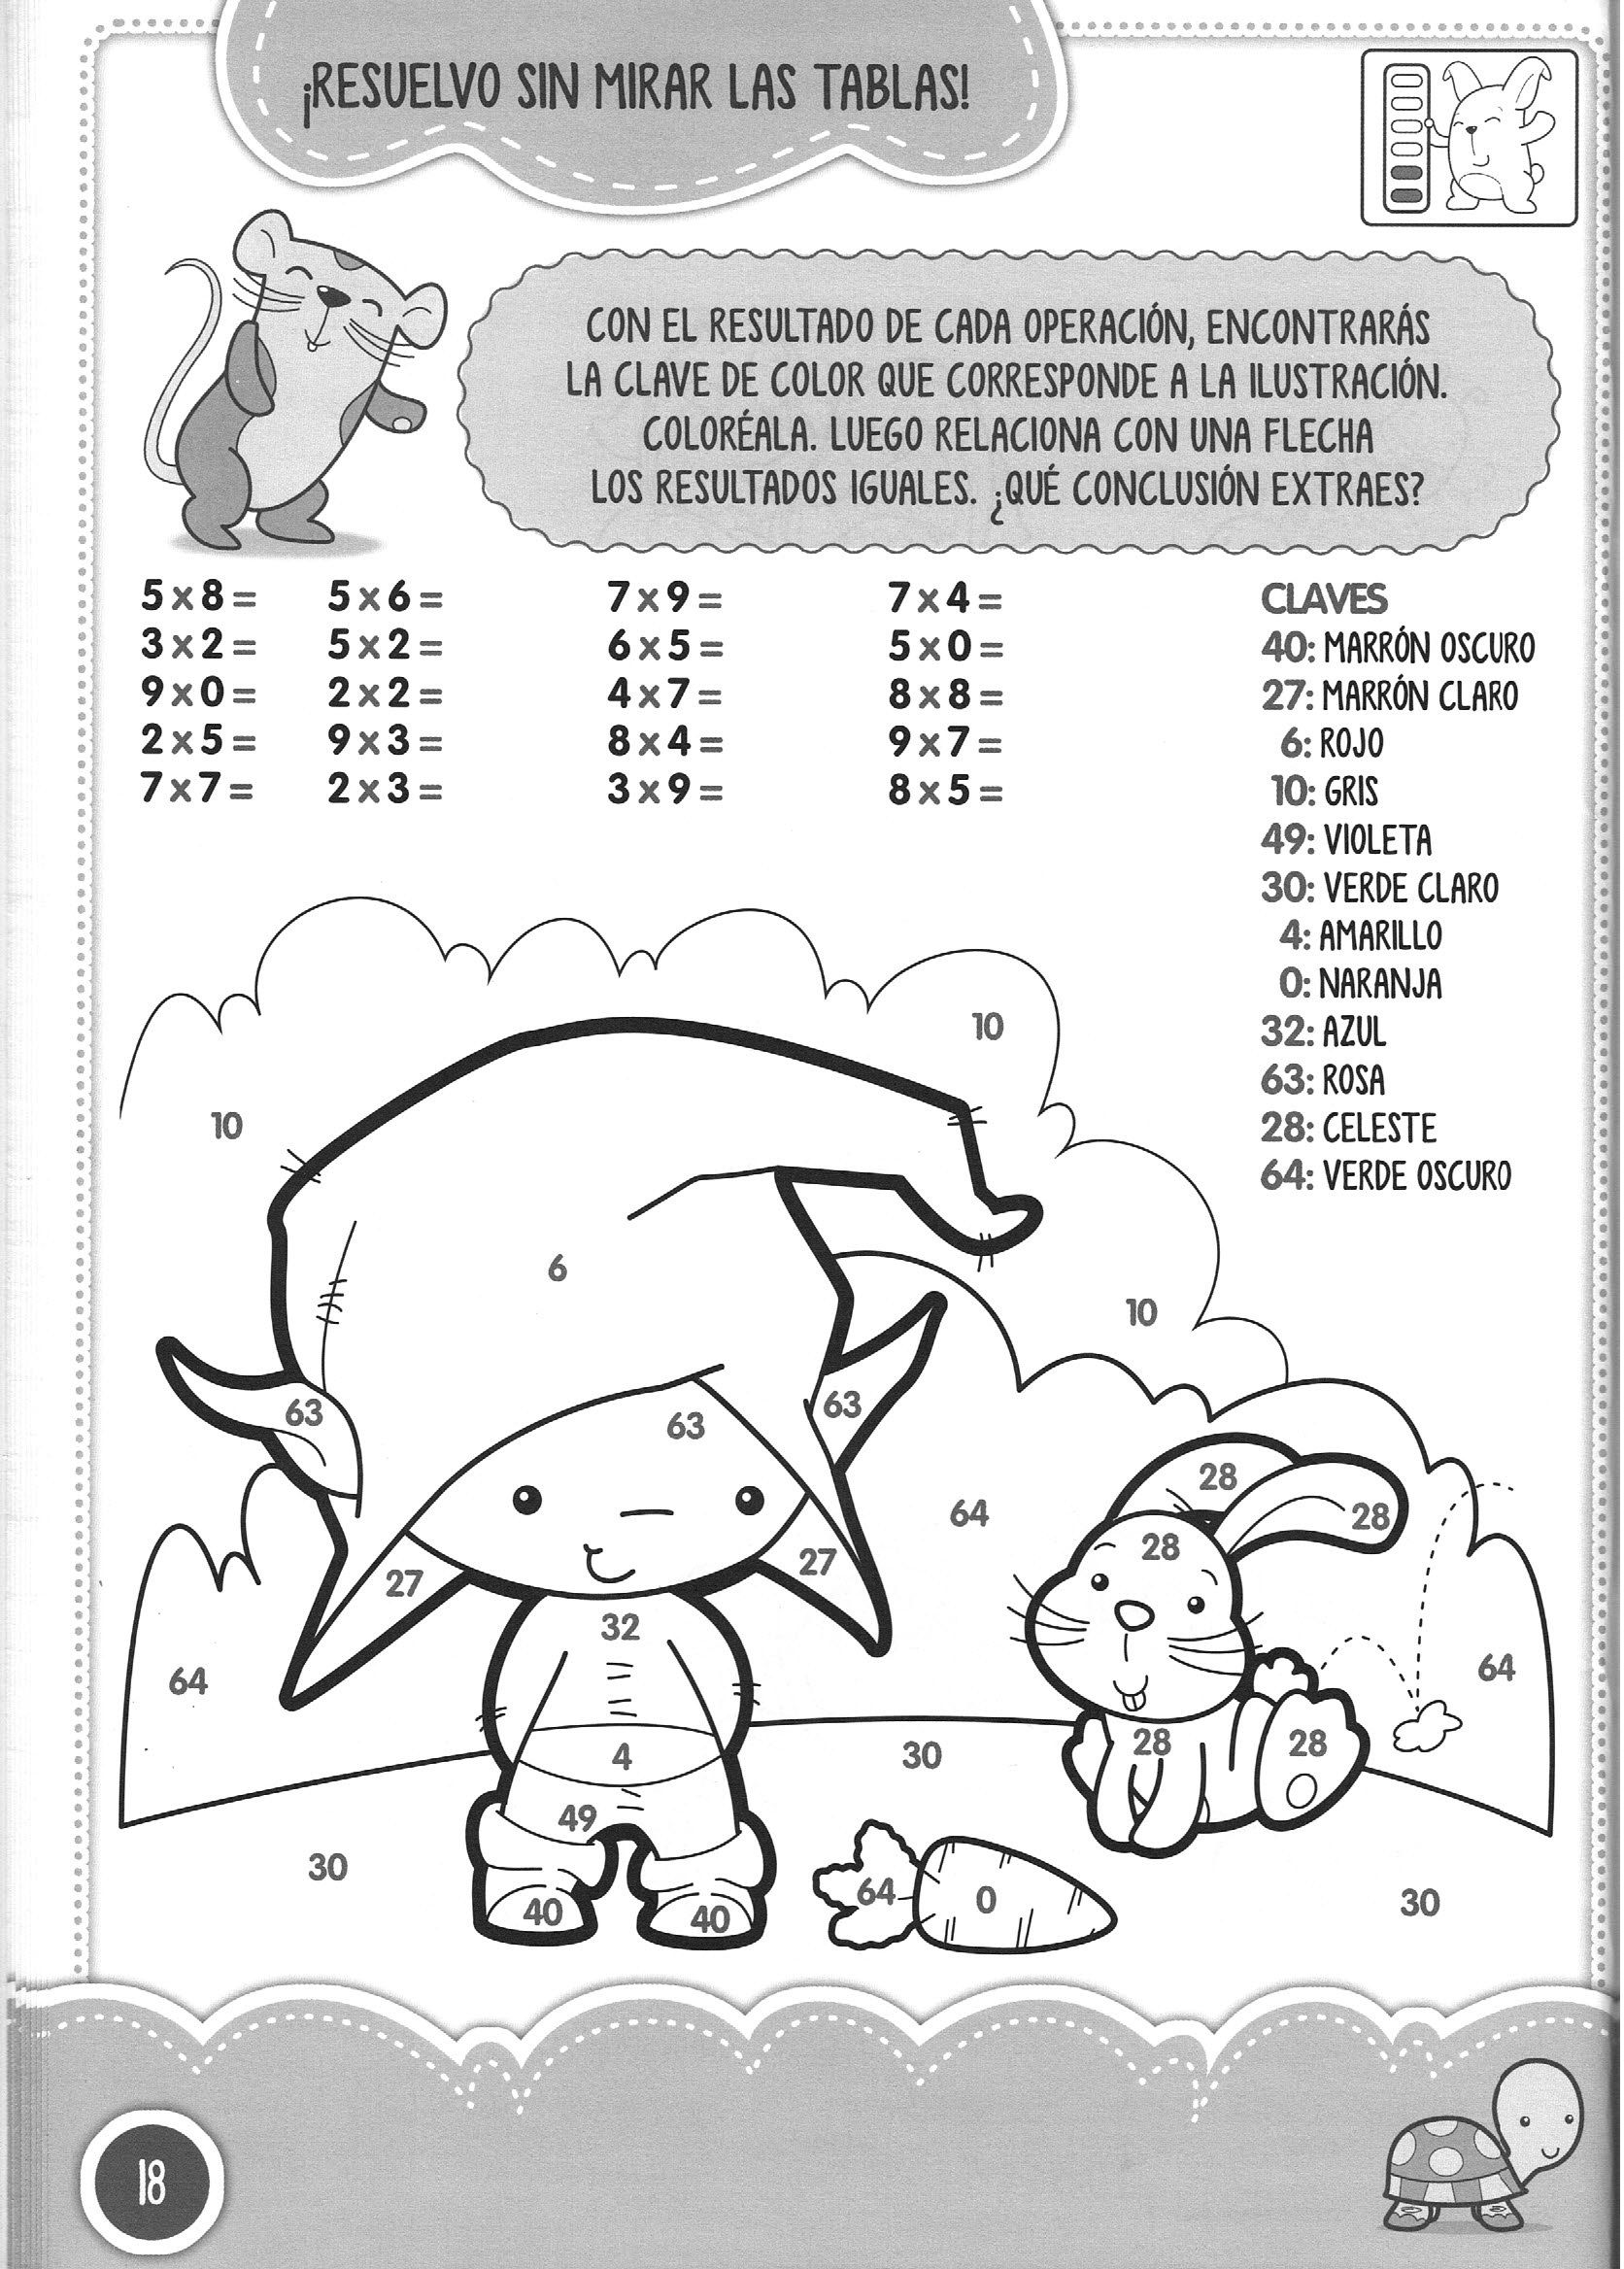 ¡RESUELVO SIN MIRAR LAS TABLAS!
CON EL RESULTADO DE CADA OPERACIÓN, ENCONTRARÁS
LA CLAVE DE COLOR QUE CORRESPONDE A LA ILUSTRACIÓN.
COLORÉALA. LUEGO RELACIONA CON UNA FLECHA
LOS RESULTADOS IGUALES. ¿QUÉ CONCLUSIÓN EXTRAES?
5 x 8 =
3 x 2 =
9 x 0 =
2 x 5 =
7 x 7 =
5 x 6 =
5 x 2 =
2 x 2 =
9 x 3 =
2 x 3 =
7 x 9 =
6 x 5 =
4 x 7 =
8 x 4 =
3 x 9 =
7 x 4 =
5 x 0 =
8 x 8 =
9 x 7 =
8 x 5 =
CLAVES
40: MARRÓN OSCURO
27: MARRÓN CLARO
6: ROJO
10: GRIS
49: VIOLETA
30: VERDE CLARO
4: AMARILLO
0: NARANJA
32: AZUL
63: ROSA
28: CELESTE
64: VERDE OSCURO
10
10
6
10
63
63
63
28
28
64
28
27
27
32
64
64
28
28
30
4
49
30
64
0
30
40
40
18